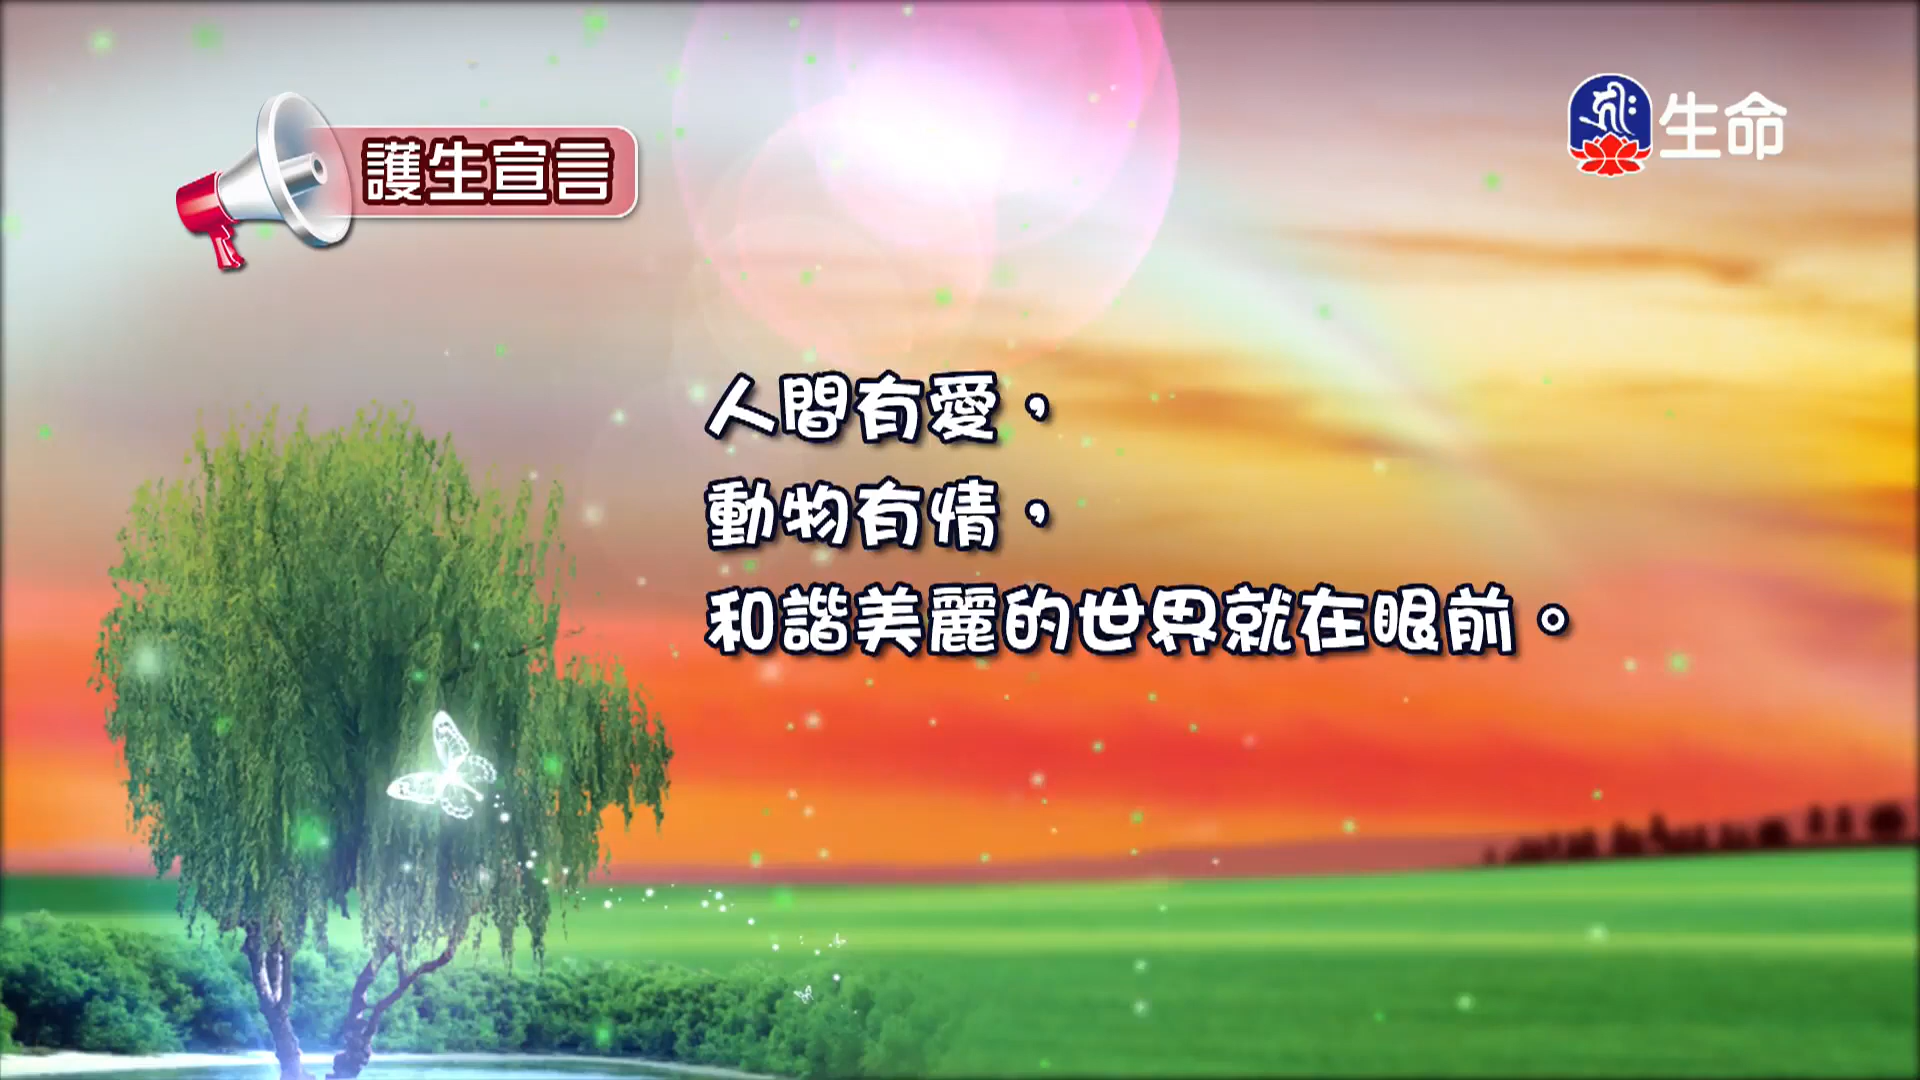 護生宣言
生命
人間有愛，
動物有情，
和諧美麗的世界就在眼前。